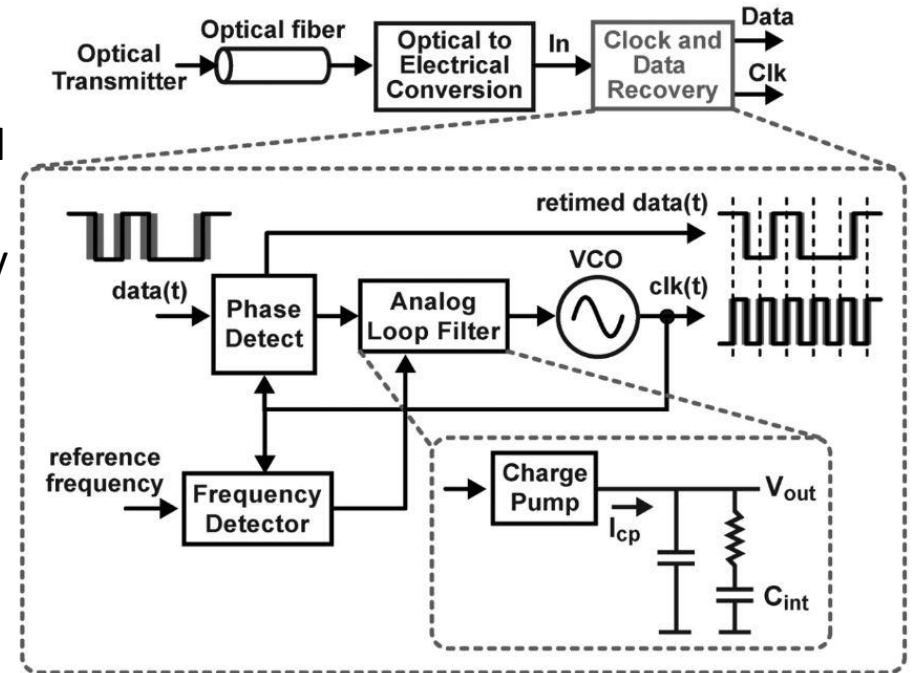 Optical
Transmitter
Optical fiber
Optical to
Electrical
Conversion
In
Clock and
Data
Recovery
Data
Clk
data(t)
Phase
Detect
Analog
Loop Filter
VCO
retimed data(t)
clk(t)
reference
frequency
Frequency
Detector
Charge
Pump
Icp
Vout
Cint